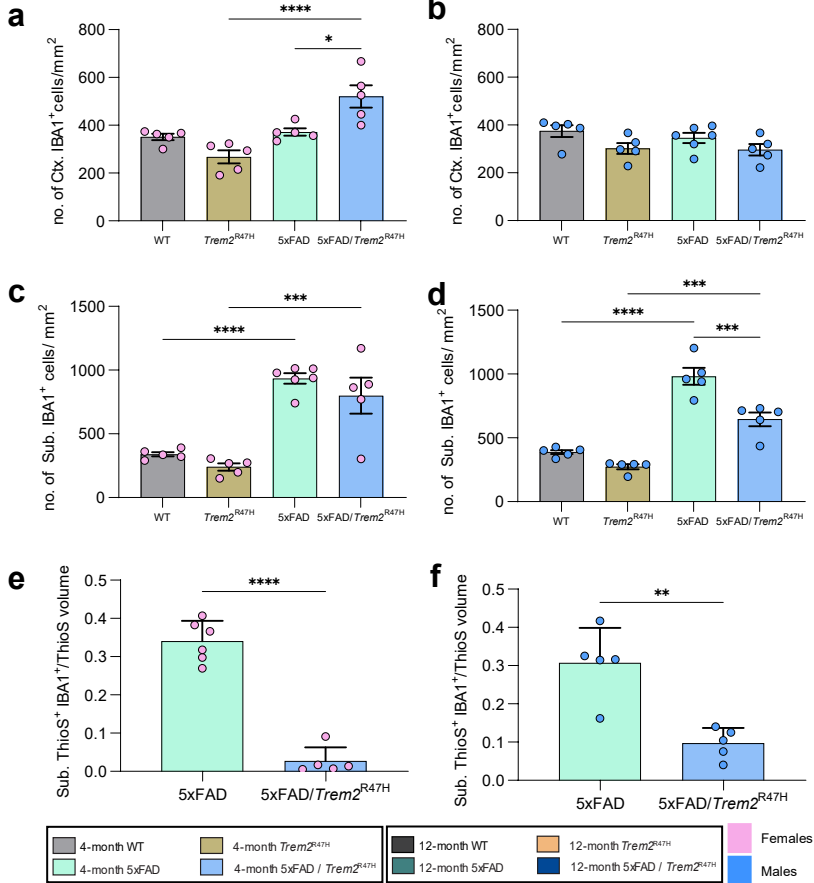 a
b
****
*
no. of Ctx. IBA1⁺cells/mm²
800
600
400
200
0
WT
Trem2ᴿ⁴⁷ᴴ
5xFAD
5xFAD/Trem2ᴿ⁴⁷ᴴ
no. of Ctx. IBA1⁺cells/mm²
800
600
400
200
0
WT
Trem2ᴿ⁴⁷ᴴ
5xFAD
5xFAD/Trem2ᴿ⁴⁷ᴴ
c
d
***
****
no. of Sub. IBA1⁺ cells/ mm²
1500
1000
500
0
WT
Trem2ᴿ⁴⁷ᴴ
5xFAD
5xFAD/Trem2ᴿ⁴⁷ᴴ
***
****
***
no. of Sub. IBA1⁺ cells/ mm²
1500
1000
500
0
WT
Trem2ᴿ⁴⁷ᴴ
5xFAD
5xFAD/Trem2ᴿ⁴⁷ᴴ
e
f
****
Sub. ThioS⁺ IBA1⁺/ThioS volume
0.5
0.4
0.3
0.2
0.1
0.0
5xFAD
5xFAD/Trem2ᴿ⁴⁷ᴴ
**
Sub. ThioS⁺ IBA1⁺/ThioS volume
0.5
0.4
0.3
0.2
0.1
0.0
5xFAD
5xFAD/Trem2ᴿ⁴⁷ᴴ
4-month WT
4-month Trem2ᴿ⁴⁷ᴴ
4-month 5xFAD
4-month 5xFAD / Trem2ᴿ⁴⁷ᴴ
12-month WT
12-month Trem2ᴿ⁴⁷ᴴ
12-month 5xFAD
12-month 5xFAD / Trem2ᴿ⁴⁷ᴴ
Females
Males